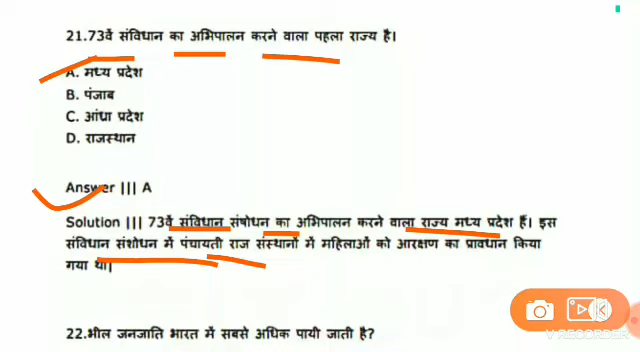 21.73वें संविधान का अभिपालन करने वाला पहला राज्य है।
A. मध्य प्रदेश
B. पंजाब
C. आंध्रा प्रदेश
D. राजस्थान
Answer ||| A
Solution ||| 73वें संविधान संषोधन का अभिपालन करने वाला राज्य मध्य प्रदेश हैं। इस
संविधान संशोधन में पंचायती राज संस्थानों में महिलाओं को आरक्षण का प्रावधान किया
गया था|
22.भील जनजाति भारत में सबसे अधिक पायी जाती है?
V RECORDER